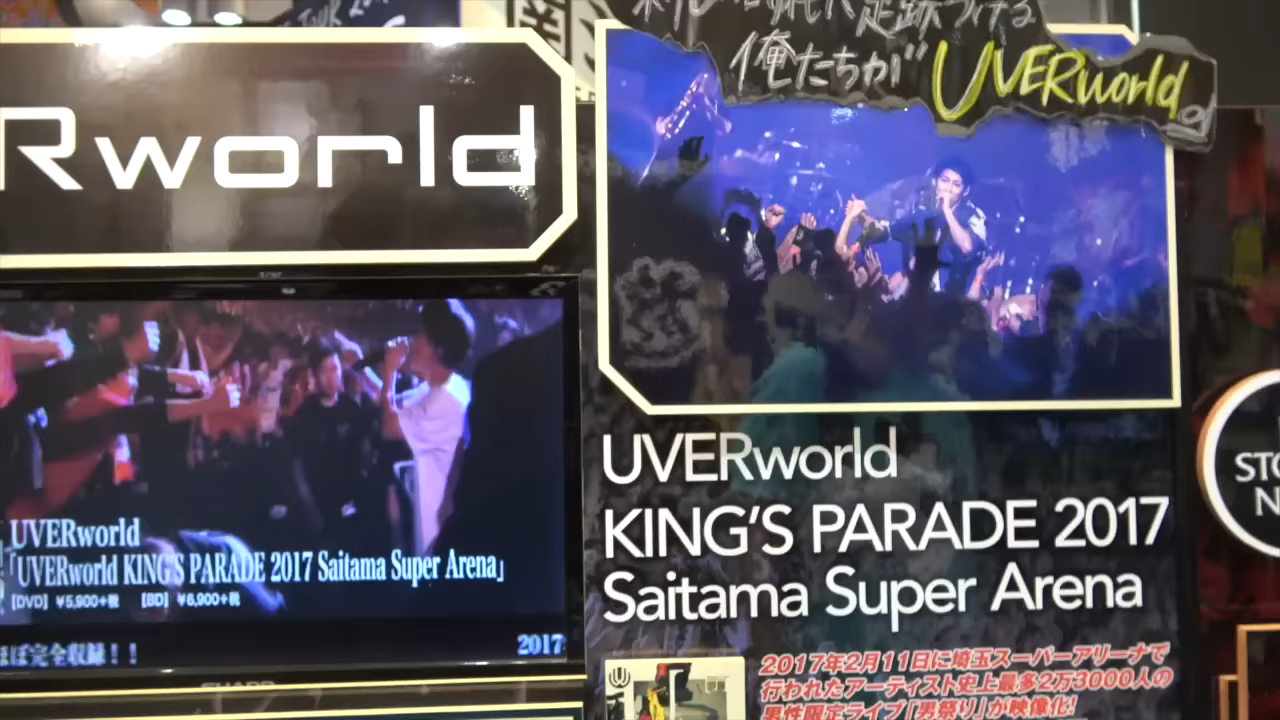 Rworld
俺たちが UVERworld。
UVERworld
「UVERworld KING'S PARADE 2017 Saitama Super Arena」
【DVD】¥5,900+税 【BD】¥6,900+税
ほぼ完全収録！！
2017
SHARP
UVERworld
KING'S PARADE 2017
Saitama Super Arena
2017年2月11日に埼玉スーパーアリーナで
行われたアーティスト史上最多2万3000人の
男性限定ライブ「男祭り」が映像化!
STO
N